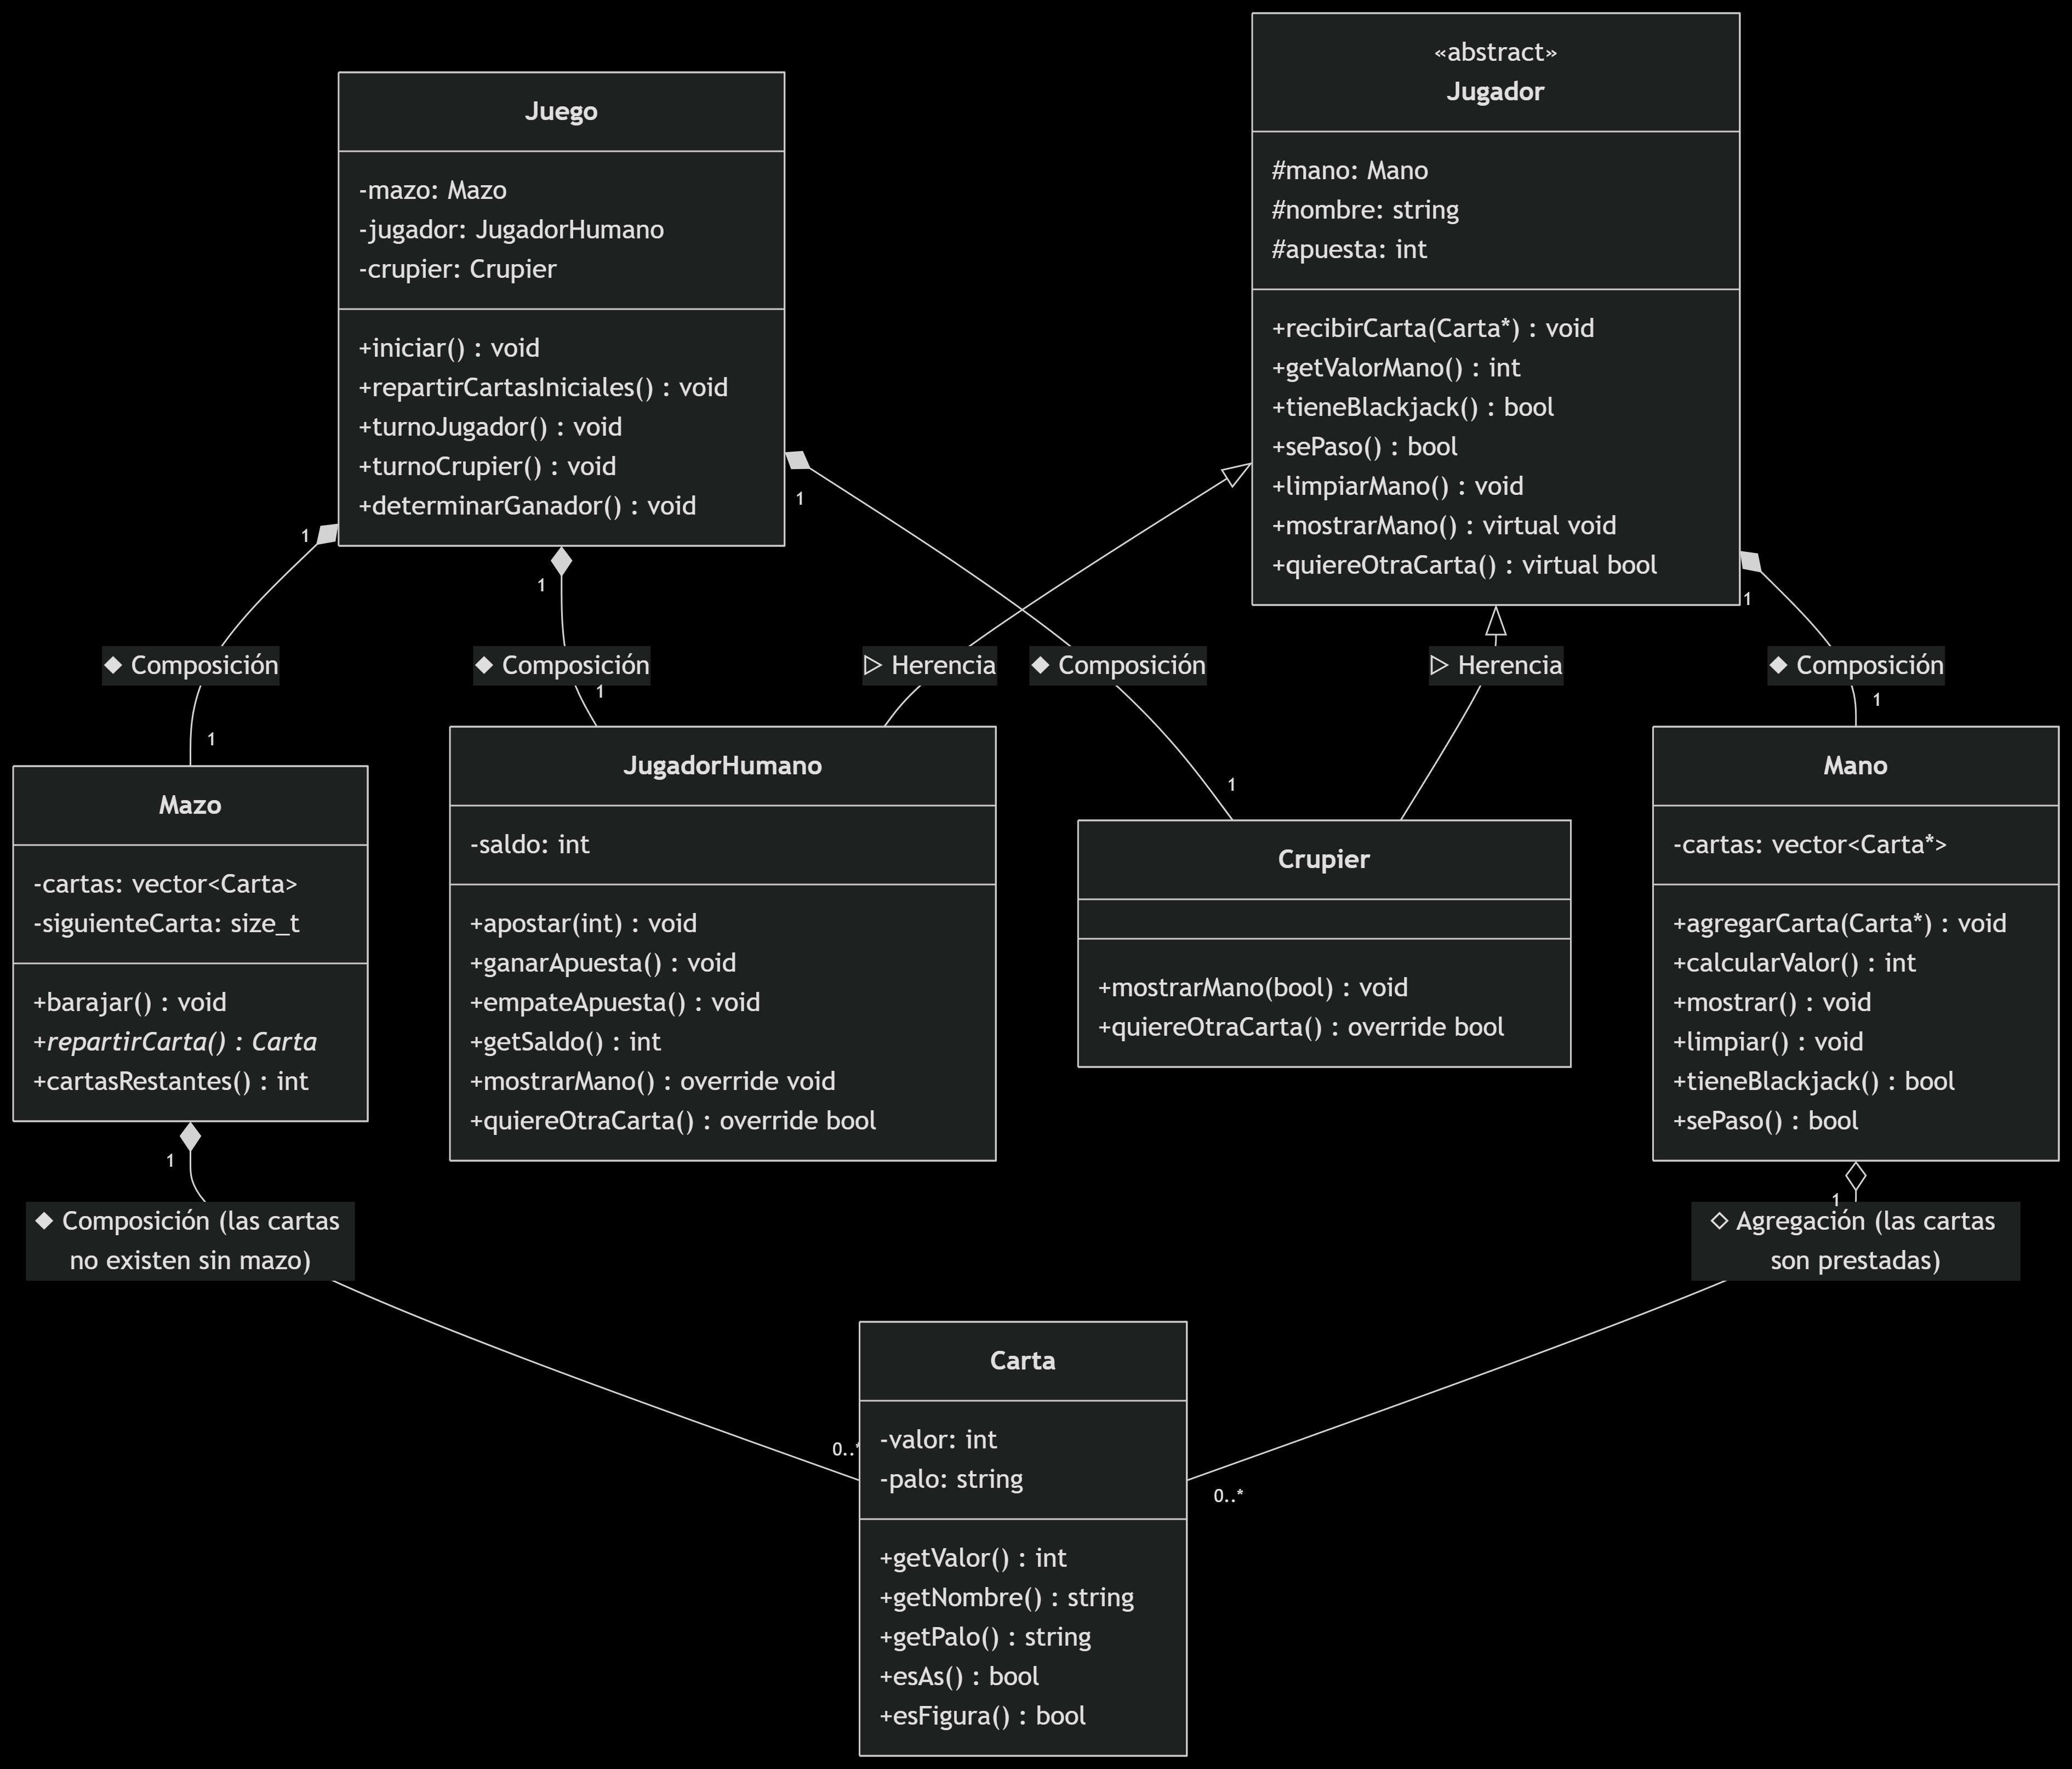 Juego
-mazo: Mazo
-jugador: JugadorHumano
-crupier: Crupier
+iniciar() : void
+repartirCartasIniciales() : void
+turnoJugador() : void
+turnoCrupier() : void
+determinarGanador() : void
«abstract»
Jugador
#mano: Mano
#nombre: string
#apuesta: int
+recibirCarta(Carta*) : void
+getValorMano() : int
+tieneBlackjack() : bool
+sePaso() : bool
+limpiarMano() : void
+mostrarMano() : virtual void
+quiereOtraCarta() : virtual bool
1
1
1
1
◆ Composición
◆ Composición
▷ Herencia
◆ Composición
▷ Herencia
◆ Composición
1
1
1
1
Mazo
-cartas: vector<Carta>
-siguienteCarta: size_t
+barajar() : void
+repartirCarta() : Carta
+cartasRestantes() : int
JugadorHumano
-saldo: int
+apostar(int) : void
+ganarApuesta() : void
+empateApuesta() : void
+getSaldo() : int
+mostrarMano() : override void
+quiereOtraCarta() : override bool
Crupier
+mostrarMano(bool) : void
+quiereOtraCarta() : override bool
Mano
-cartas: vector<Carta*>
+agregarCarta(Carta*) : void
+calcularValor() : int
+mostrar() : void
+limpiar() : void
+tieneBlackjack() : bool
+sePaso() : bool
1
◆ Composición (las cartas
no existen sin mazo)
1
◇ Agregación (las cartas
son prestadas)
0..*
0..*
Carta
-valor: int
-palo: string
+getValor() : int
+getNombre() : string
+getPalo() : string
+esAs() : bool
+esFigura() : bool